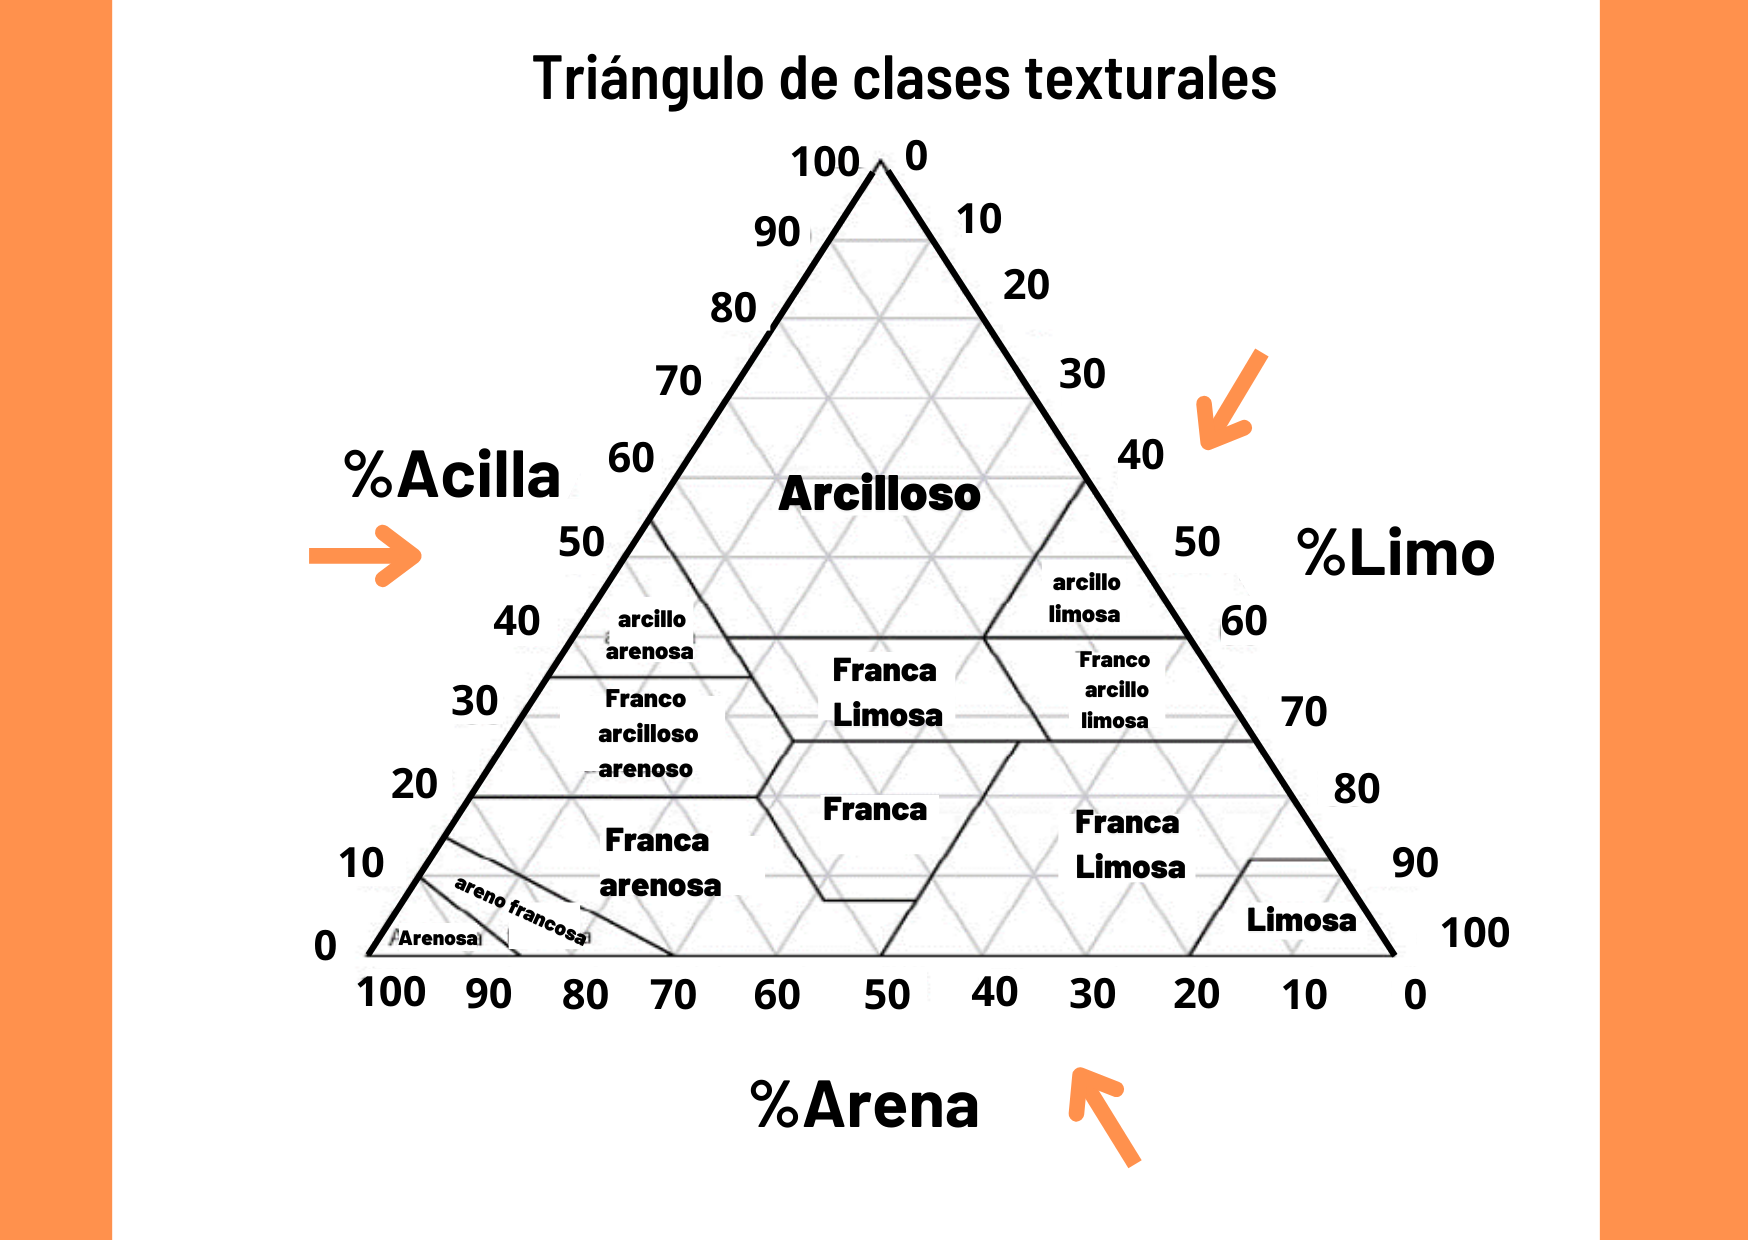 Triángulo de clases texturales
100
0
90
10
80
20
70
30
60
40
%Acilla
50
50
%Limo
Arcilloso
arcillo
limosa
40
60
arcillo
arenosa
Franca
Limosa
Franco
arcillo
limosa
30
70
Franco
arcilloso
arenoso
20
80
Franca
Franca
Limosa
Franca
arenosa
10
90
areno francosa
Arenosa
Limosa
0
100
100 90 80 70 60 50 40 30 20 10 0
%Arena